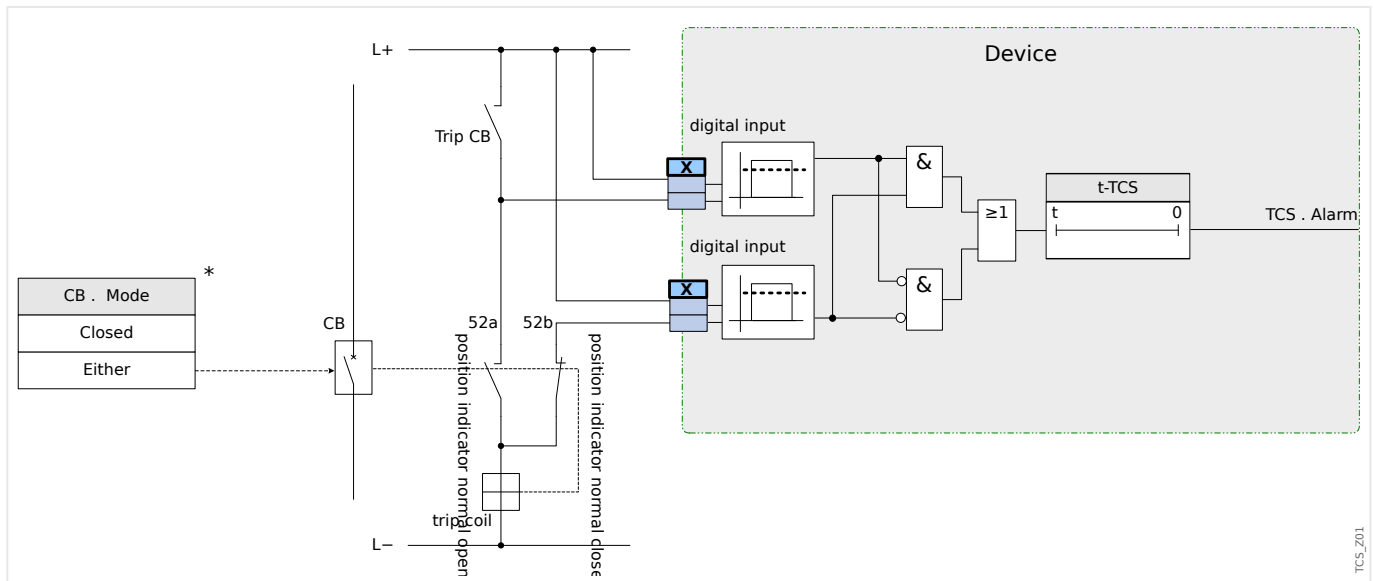 L+
Device
digital input
Trip CB
X
&
t-TCS
≥1
t 0
TCS . Alarm
digital input
*
X
&
CB . Mode
Closed
Either
CB
52a
52b
position indicator normal open
position indicator normal close
trip coil
L−
TCS_Z01